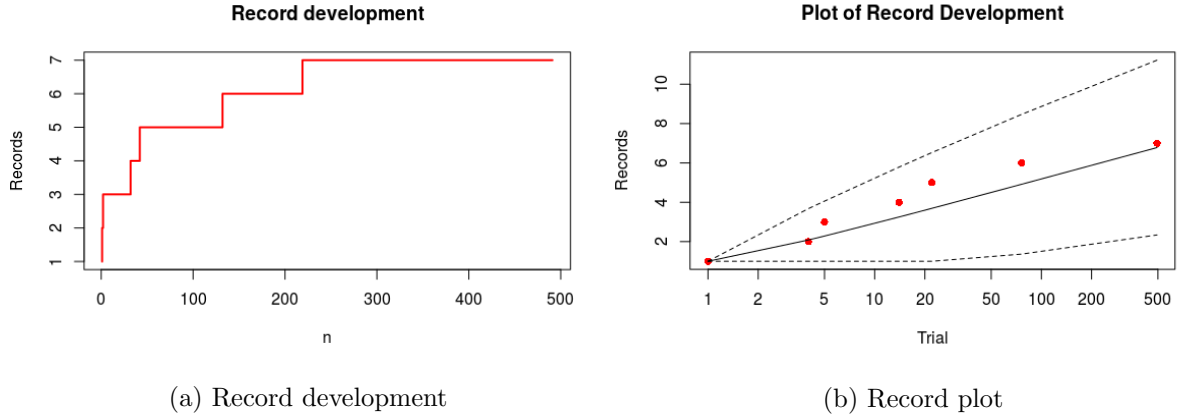 Record development
Records
7
6
5
4
3
2
1
0 100 200 300 400 500
n
(a) Record development
Plot of Record Development
Records
10
8
6
4
2
1 2 5 10 20 50 100 200 500
Trial
(b) Record plot